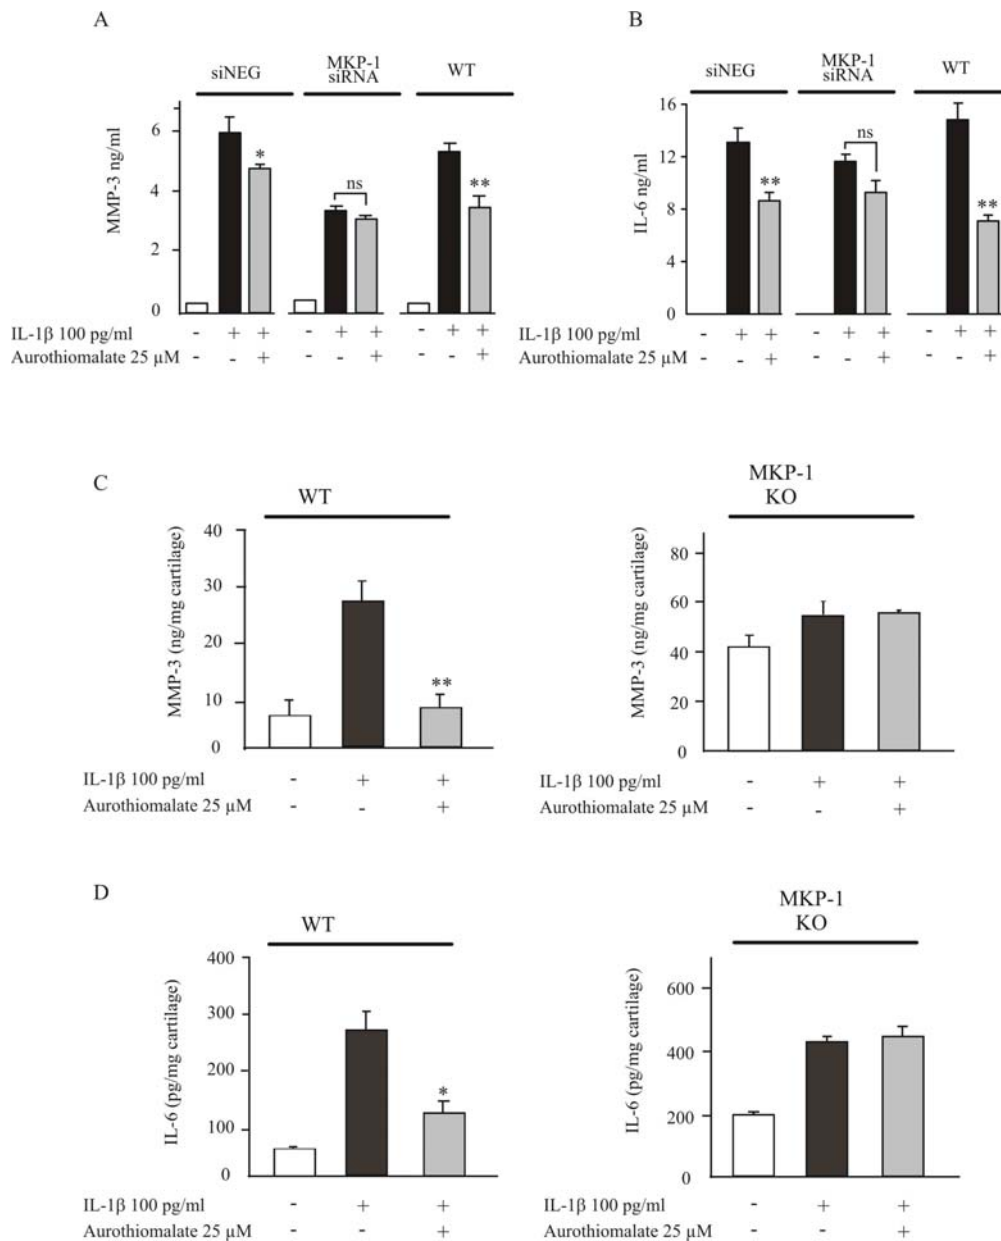 A
siNEG
MKP-1
siRNA
WT
MMP-3 ng/ml
6
4
2
0
*
ns
**
IL-1β 100 pg/ml - + + - + + - + +
Aurothiomalate 25 µM - - + - - + - - +
B
siNEG
MKP-1
siRNA
WT
IL-6 ng/ml
16
12
8
4
0
**
ns
**
IL-1β 100 pg/ml - + + - + + - + +
Aurothiomalate 25 µM - - + - - + - - +
C
WT
MMP-3 (ng/mg cartilage)
40
30
20
10
0
**
IL-1β 100 pg/ml - + +
Aurothiomalate 25 µM - - +
MKP-1
KO
MMP-3 (ng/mg cartilage)
80
60
40
20
0
IL-1β 100 pg/ml - + +
Aurothiomalate 25 µM - - +
D
WT
IL-6 (pg/mg cartilage)
400
300
200
100
0
*
IL-1β 100 pg/ml - + +
Aurothiomalate 25 µM - - +
MKP-1
KO
IL-6 (pg/mg cartilage)
600
400
200
0
IL-1β 100 pg/ml - + +
Aurothiomalate 25 µM - - +